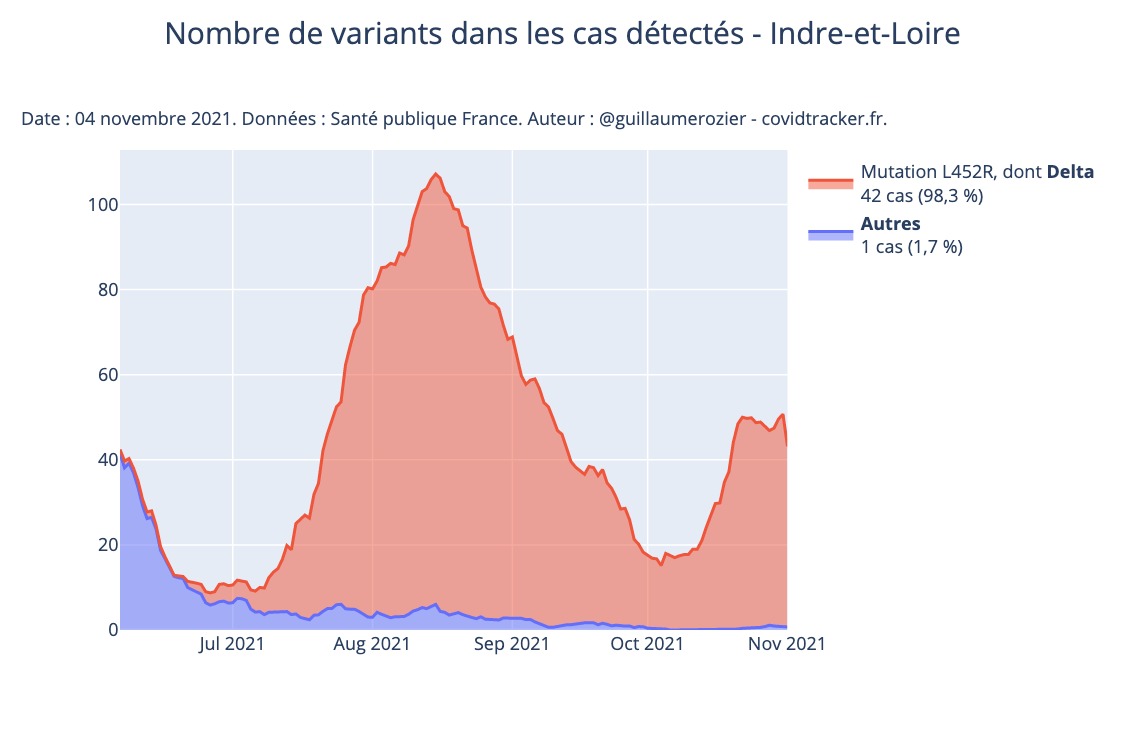 Nombre de variants dans les cas détectés - Indre-et-Loire
Date : 04 novembre 2021. Données : Santé publique France. Auteur : @guillaumerozier - covidtracker.fr.
Mutation L452R, dont Delta
42 cas (98,3 %)
Autres
1 cas (1,7 %)
100
80
60
40
20
0
Jul 2021
Aug 2021
Sep 2021
Oct 2021
Nov 2021